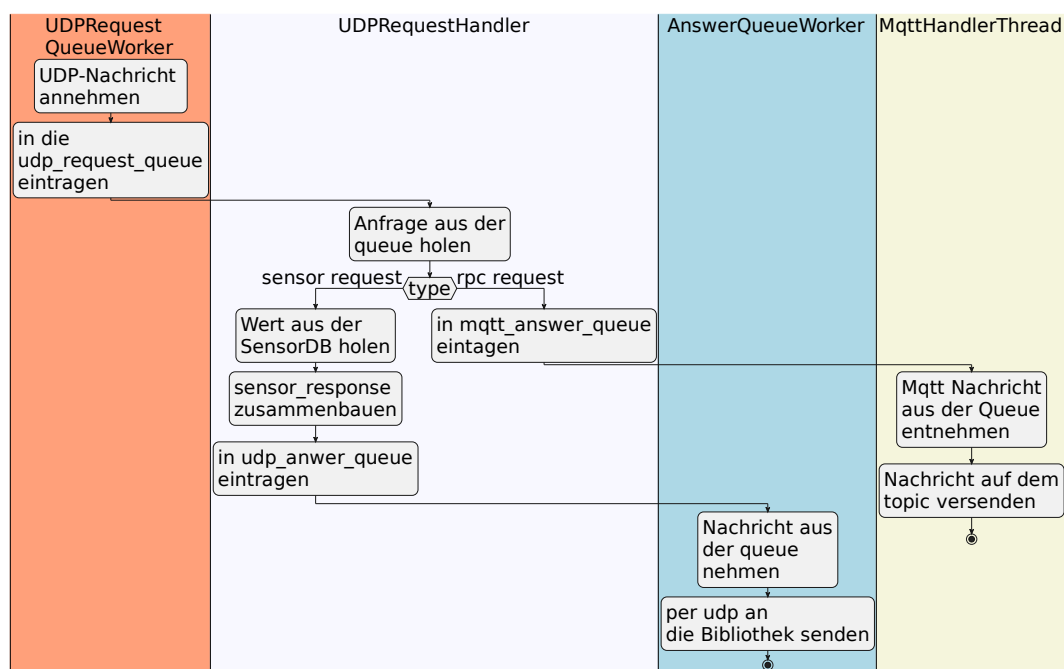 UDPRequest
QueueWorker
UDPRequestHandler
AnswerQueueWorker
MqttHandlerThread
UDP-Nachricht
annehmen
in die
udp_request_queue
eintragen
Anfrage aus der
queue holen
sensor request
type
rpc request
Wert aus der
SensorDB holen
in mqtt_answer_queue
eintagen
sensor_response
zusammenbauen
Mqtt Nachricht
aus der Queue
entnehmen
in udp_anwer_queue
eintragen
Nachricht auf dem
topic versenden
Nachricht aus
der queue
nehmen
per udp an
die Bibliothek senden